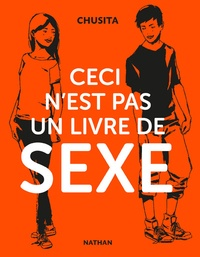 CHUSITA
CECI
N'EST PAS
UN LIVRE DE
SEXE
NATHAN